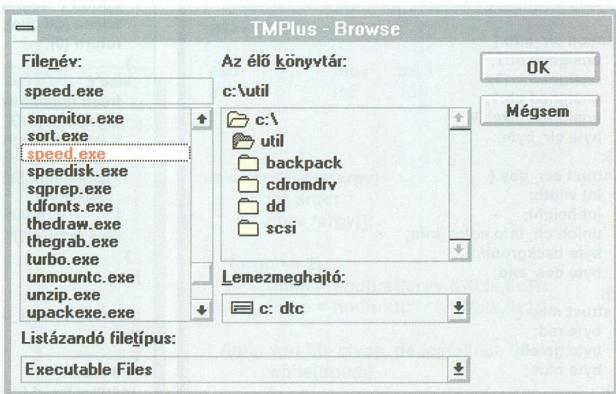 TMPlus - Browse
Filenév:
speed.exe
smonitor.exe
sort.exe
speed.exe
speedisk.exe
sqprep.exe
tdfonts.exe
thedraw.exe
thegrab.exe
turbo.exe
unmountc.exe
unzip.exe
upackexe.exe
Listázandó filetípus:
Executable Files
Az élő könyvtár:
c:\util
c:\
util
backpack
cdromdrv
dd
scsi
Lemezmeghajtó:
c: dtc
OK
Mégsem